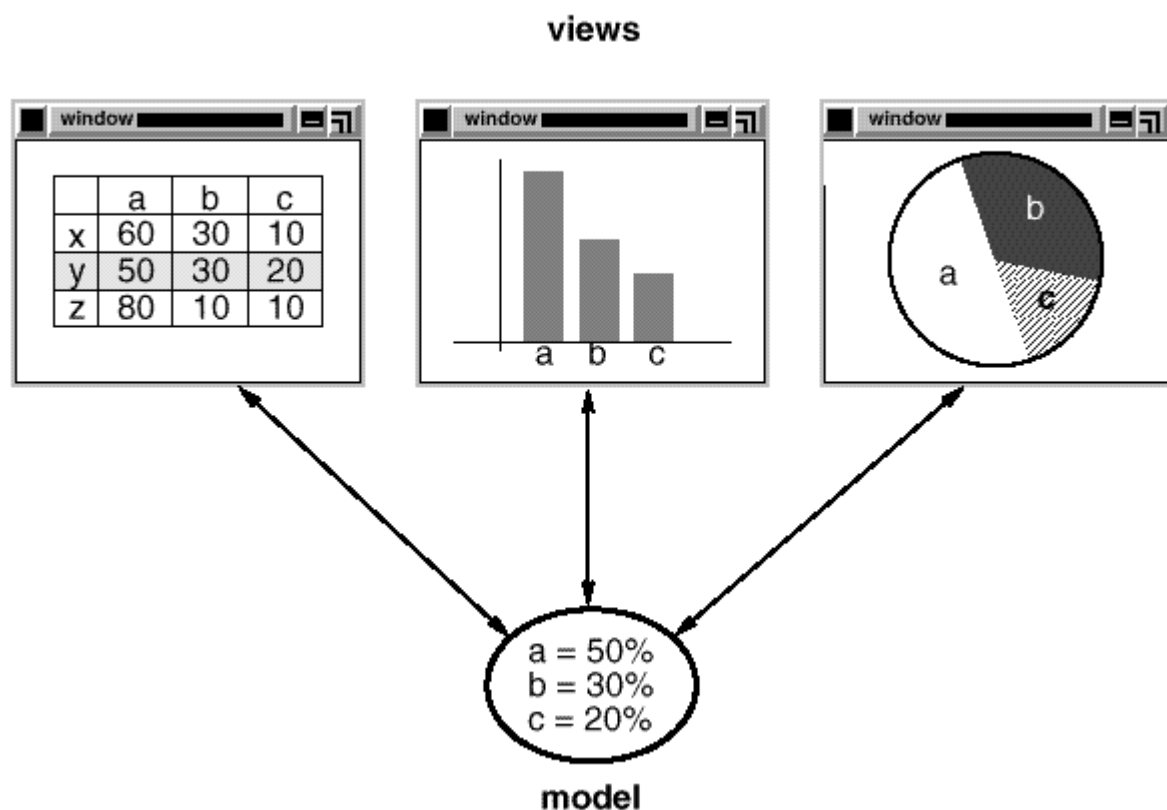 views
window
window
window
a b c
x 60 30 10
y 50 30 20
z 80 10 10
a b c
b
a
c
a = 50%
b = 30%
c = 20%
model